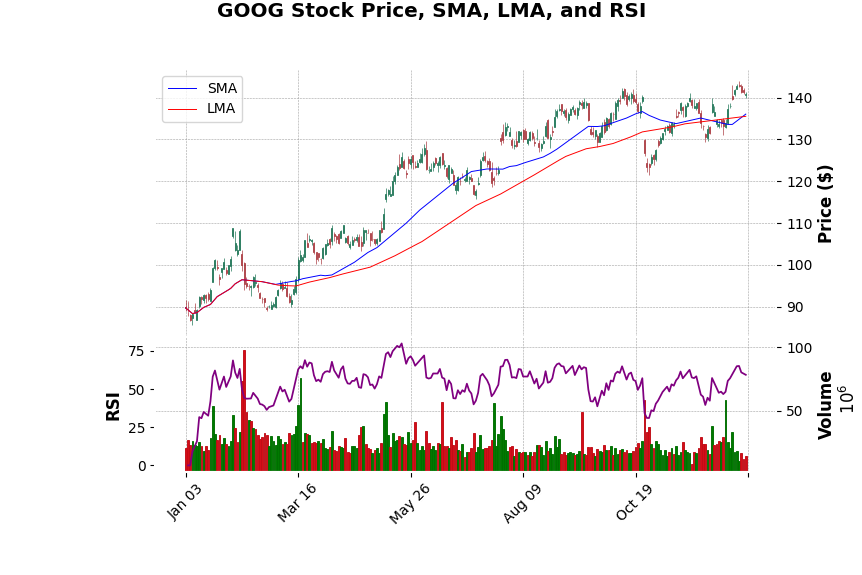 GOOG Stock Price, SMA, LMA, and RSI
SMA
LMA
140
130
120
110
100
90
Price ($)
75
50
25
0
RSI
100
50
Volume
10^6
Jan 03
Mar 16
May 26
Aug 09
Oct 19